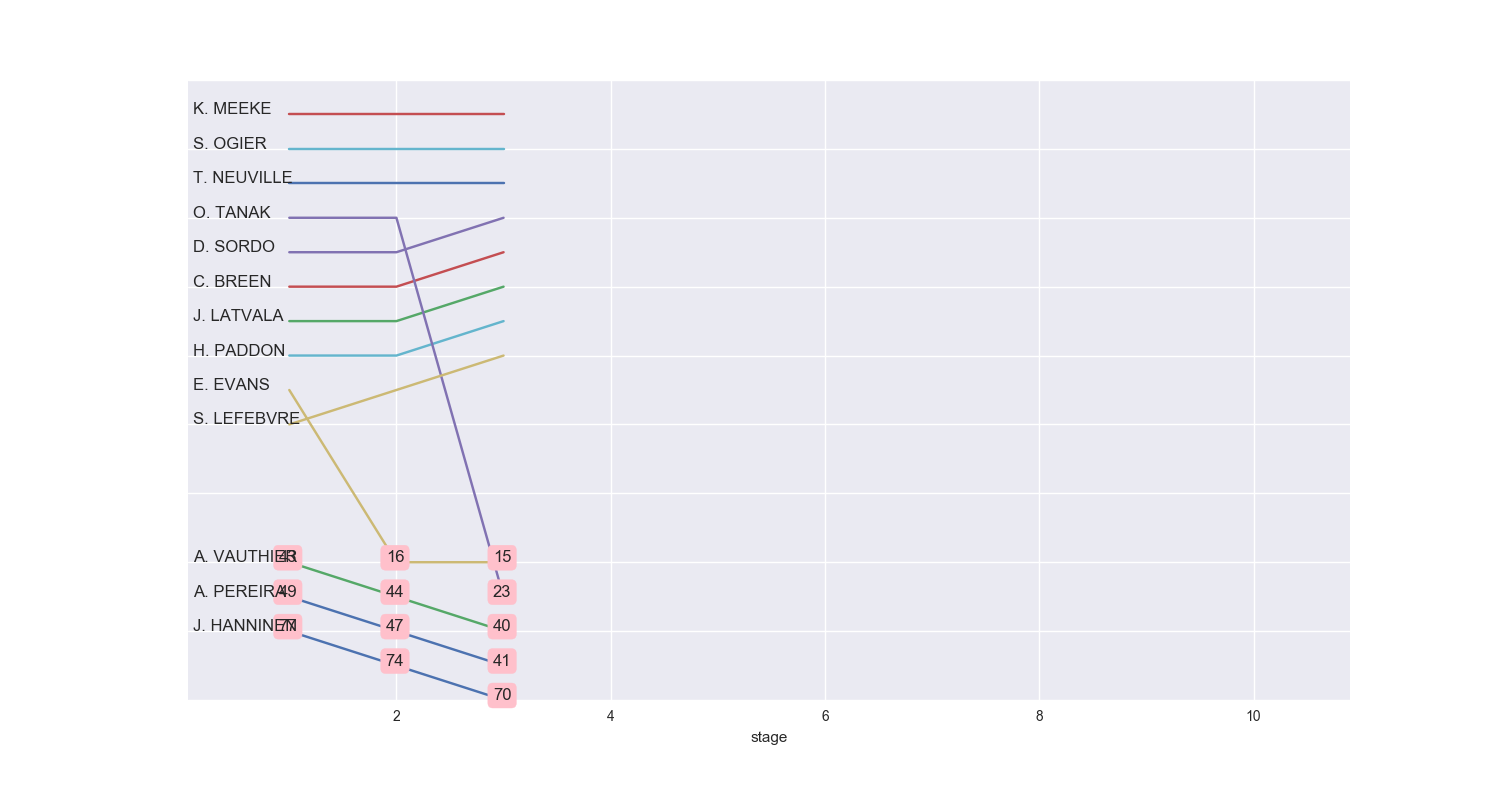 K. MEEKE
S. OGIER
T. NEUVILLE
O. TANAK
D. SORDO
C. BREEN
J. LATVALA
H. PADDON
E. EVANS
S. LEFEBVRE
A. VAUTHIER 16 15
A. PEREIRA 49 44 23
J. HANNINEN 47 40
74 41
70
2 4 6 8 10
stage